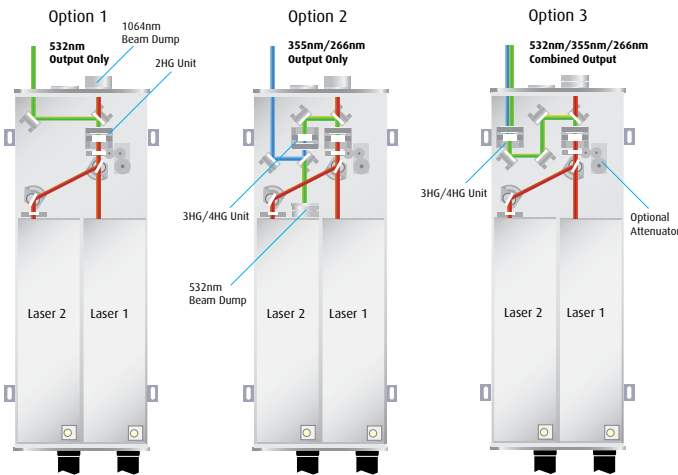 Option 1
1064nm
Beam Dump
532nm
Output Only
2HG Unit
Laser 2
Laser 1
Option 2
355nm/266nm
Output Only
3HG/4HG Unit
532nm
Beam Dump
Laser 2
Laser 1
Option 3
532nm/355nm/266nm
Combined Output
3HG/4HG Unit
Optional
Attenuator
Laser 2
Laser 1